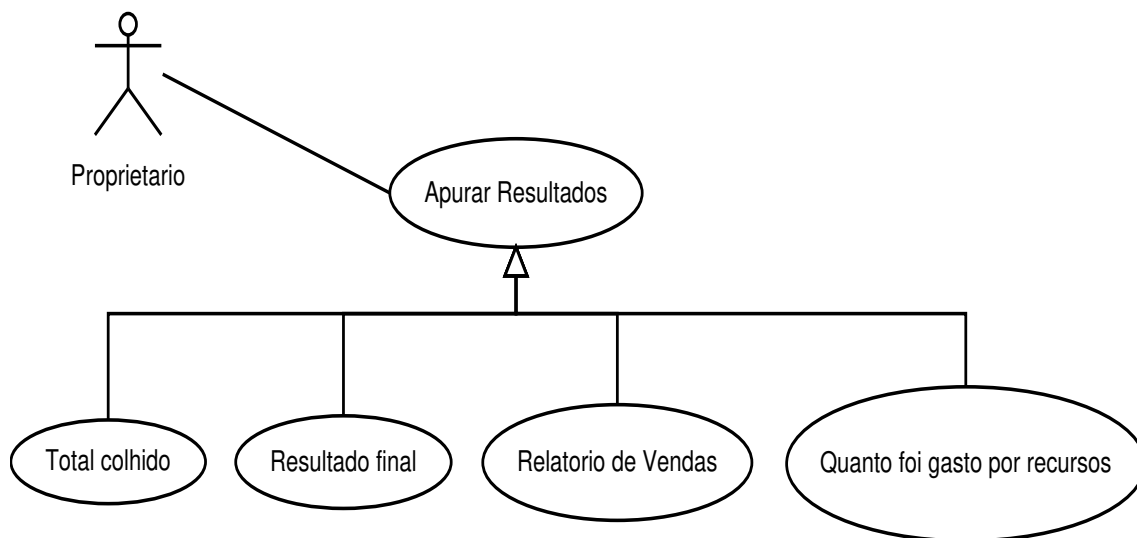 Proprietario
Apurar Resultados
Total colhido
Resultado final
Relatorio de Vendas
Quanto foi gasto por recursos